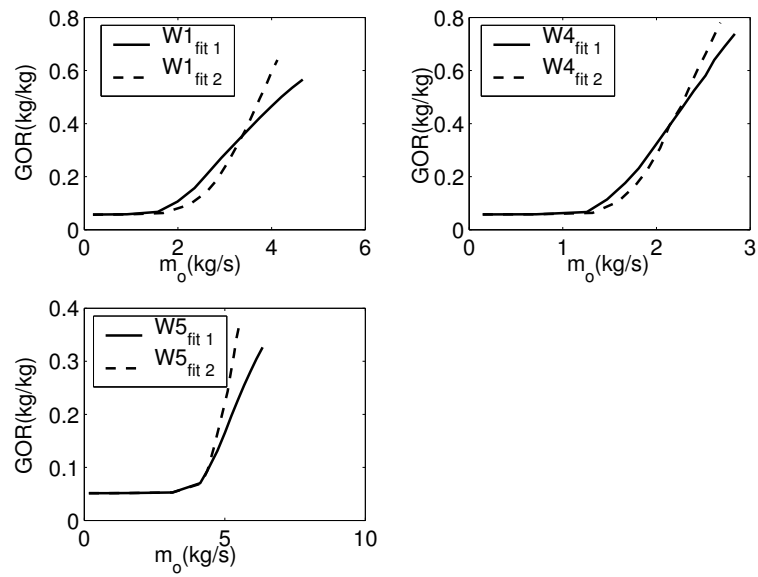 0.8
0.6
0.4
0.2
0
GOR(kg/kg)
W1fit 1
W1fit 2
0 2 4 6
mo(kg/s)
0.8
0.6
0.4
0.2
0
GOR(kg/kg)
W4fit 1
W4fit 2
0 1 2 3
mo(kg/s)
0.4
0.3
0.2
0.1
0
GOR(kg/kg)
W5fit 1
W5fit 2
0 5 10
mo(kg/s)